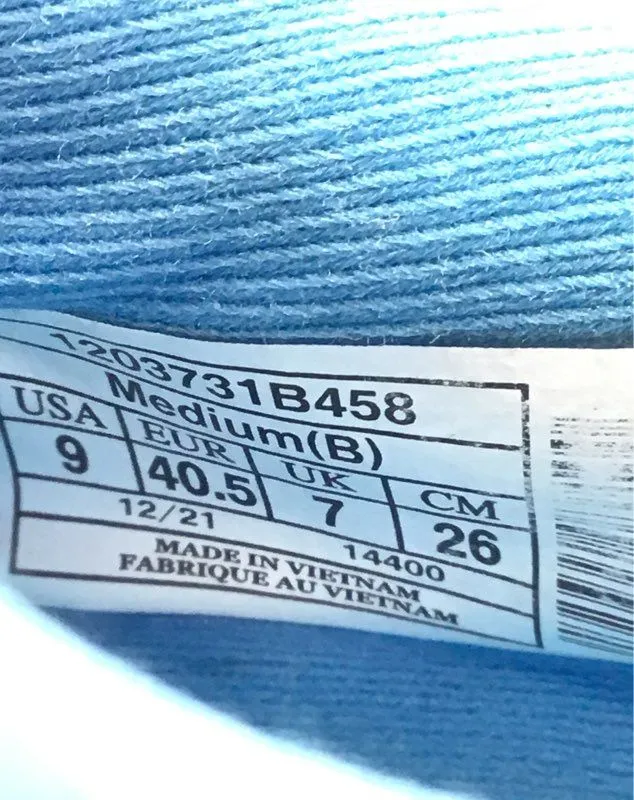 1203731B458
Medium(B)
USA EUR UK CM
9 40.5 7 26
12/21 14400
MADE IN VIETNAM
FABRIQUE AU VIETNAM